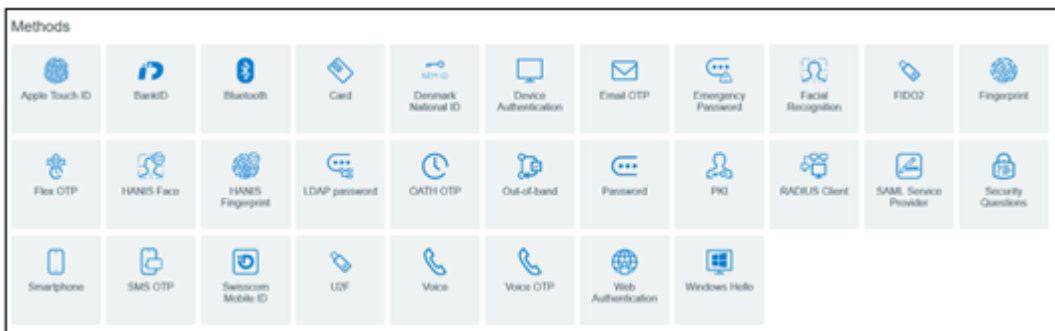 Methods
Apple Touch ID
BankID
Bluetooth
Card
NEM ID
Denmark
National ID
Device
Authentication
Email OTP
Emergency
Password
Facial
Recognition
FIDO2
Fingerprint
Flex OTP
HANIS Face
HANIS
Fingerprint
LDAP password
OATH OTP
Out-of-band
Password
PKI
RADIUS Client
SAML Service
Provider
Security
Questions
Smartphone
SMS OTP
Swisscom
Mobile ID
U2F
Voice
Voice OTP
Web
Authentication
Windows Hello